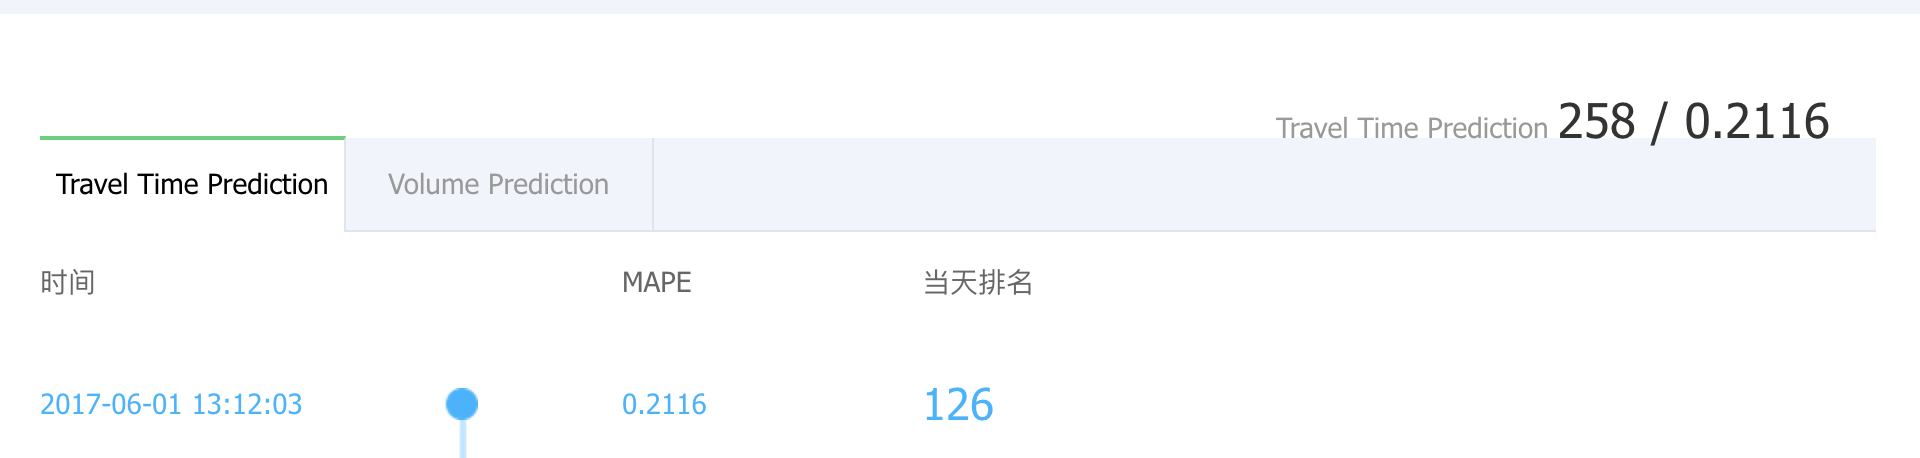 Travel Time Prediction 258 / 0.2116
Travel Time Prediction Volume Prediction
时间 MAPE 当天排名
2017-06-01 13:12:03 0.2116 126